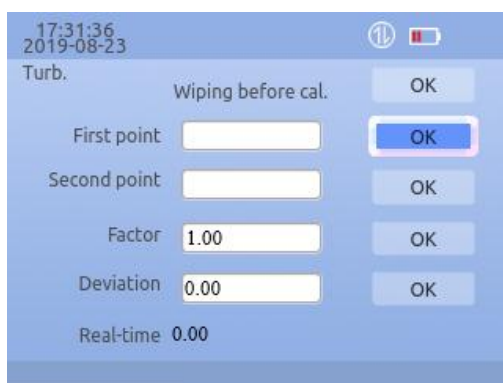 17:31:36
2019-08-23
Turb.
Wiping before cal. OK
First point OK
Second point OK
Factor 1.00 OK
Deviation 0.00 OK
Real-time 0.00